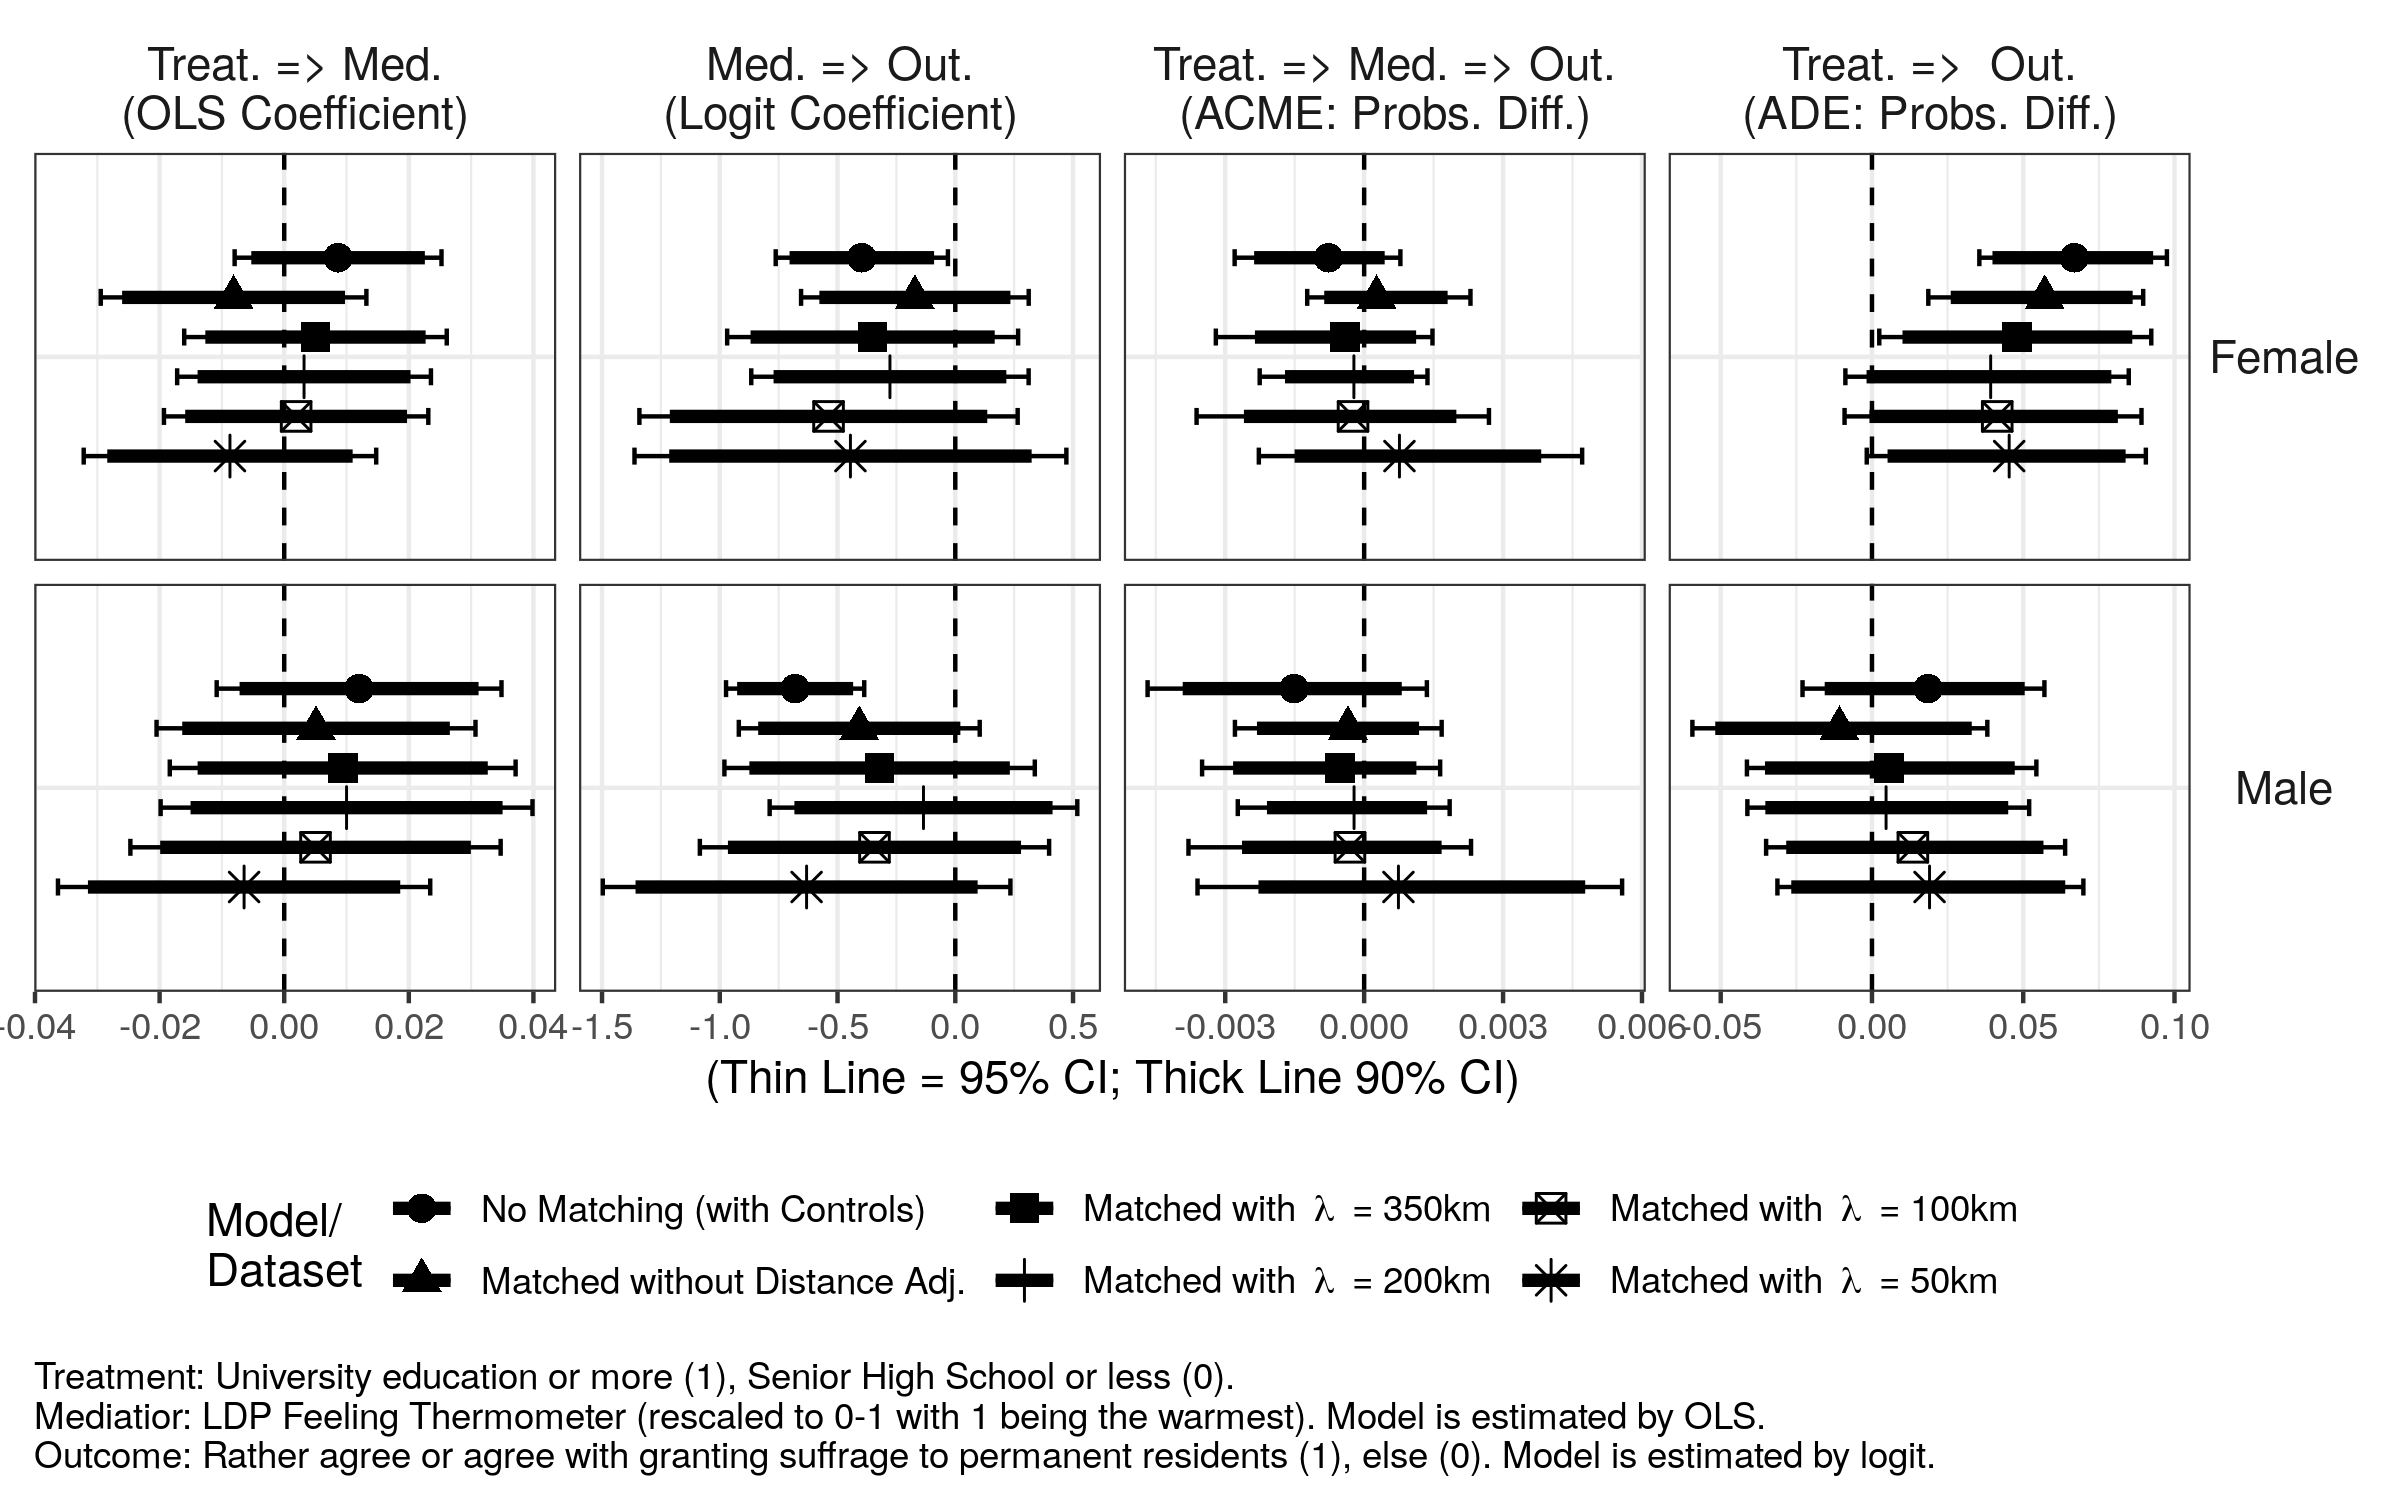 Treat. => Med.
(OLS Coefficient)
Med. => Out.
(Logit Coefficient)
Treat. => Med. => Out.
(ACME: Probs. Diff.)
Treat. =>  Out.
(ADE: Probs. Diff.)
Female
Male
-0.04 -0.02 0.00 0.02 0.04 -1.5 -1.0 -0.5 0.0 0.5 -0.003 0.000 0.003 0.006 -0.05 0.00 0.05 0.10
(Thin Line = 95% CI; Thick Line 90% CI)
Model/
Dataset
No Matching (with Controls)
Matched without Distance Adj.
Matched with λ = 350km
Matched with λ = 200km
Matched with λ = 100km
Matched with λ = 50km
Treatment: University education or more (1), Senior High School or less (0).
Mediatior: LDP Feeling Thermometer (rescaled to 0-1 with 1 being the warmest). Model is estimated by OLS.
Outcome: Rather agree or agree with granting suffrage to permanent residents (1), else (0). Model is estimated by logit.